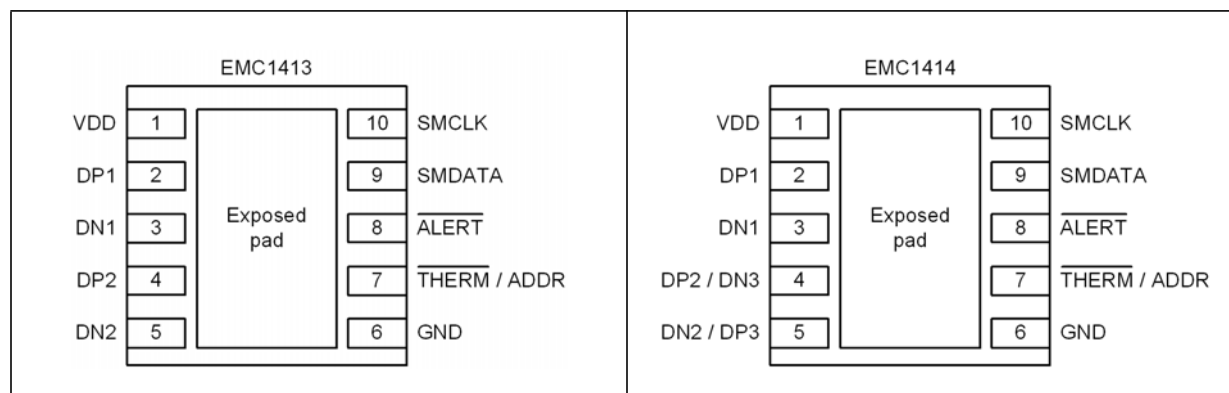 EMC1413
VDD 1 10 SMCLK
DP1 2 9 SMDATA
DN1 3 8 ALERT
DP2 4 7 THERM / ADDR
DN2 5 6 GND
Exposed
pad
EMC1414
VDD 1 10 SMCLK
DP1 2 9 SMDATA
DN1 3 8 ALERT
DP2 / DN3 4 7 THERM / ADDR
DN2 / DP3 5 6 GND
Exposed
pad